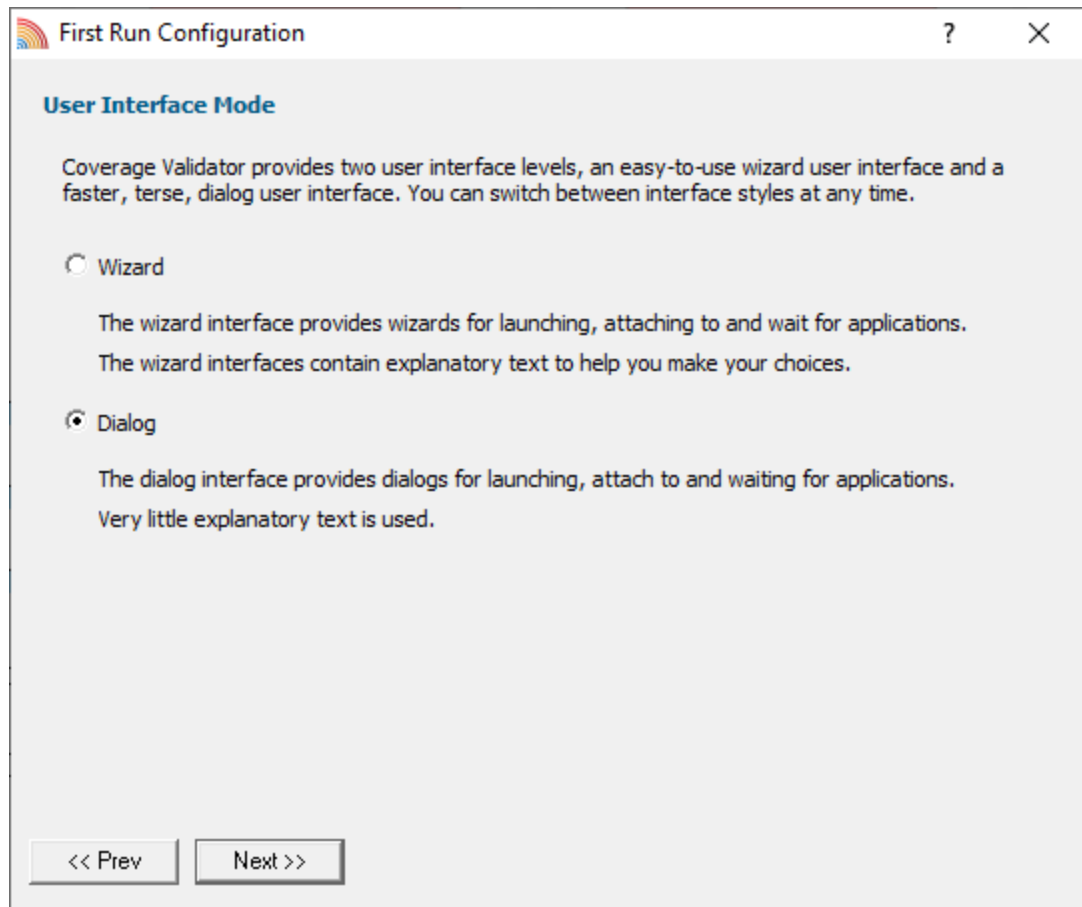 First Run Configuration
?
User Interface Mode
Coverage Validator provides two user interface levels, an easy-to-use wizard user interface and a
faster, terse, dialog user interface. You can switch between interface styles at any time.
Wizard
The wizard interface provides wizards for launching, attaching to and wait for applications.
The wizard interfaces contain explanatory text to help you make your choices.
Dialog
The dialog interface provides dialogs for launching, attach to and waiting for applications.
Very little explanatory text is used.
<< Prev
Next >>